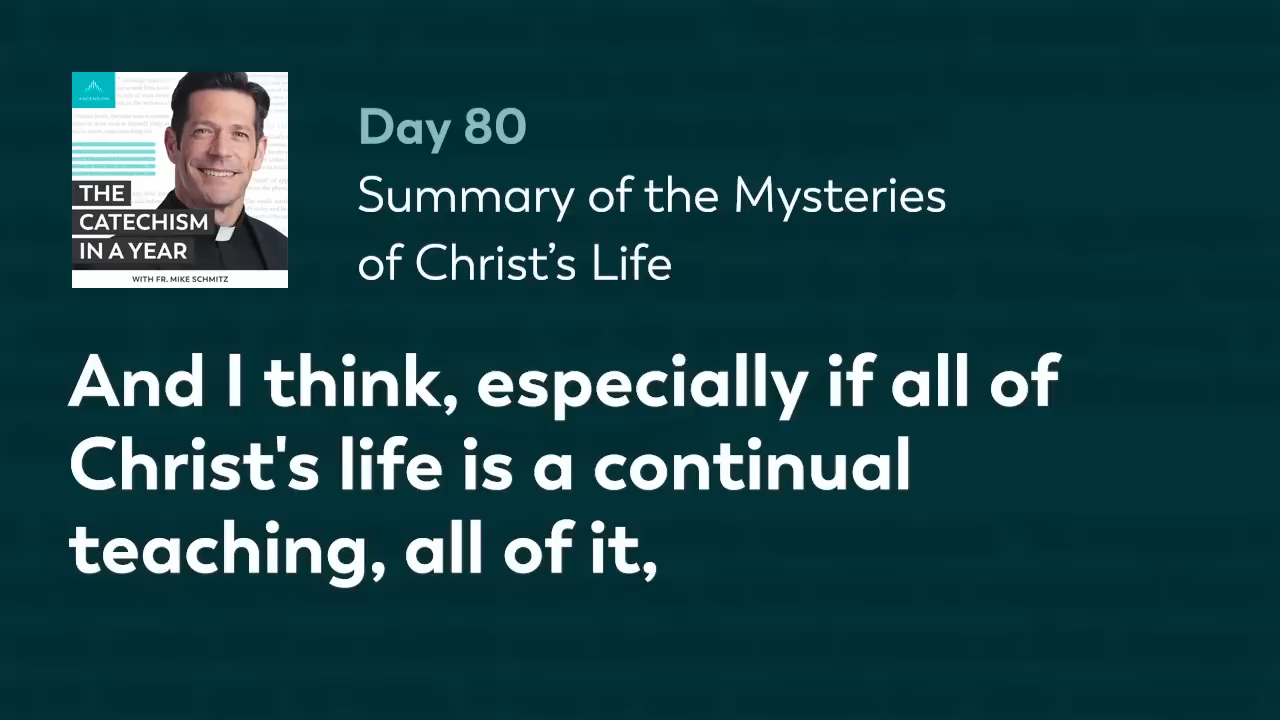 ASCENSION
THE
CATECHISM
IN A YEAR
WITH FR. MIKE SCHMITZ
Day 80
Summary of the Mysteries
of Christ’s Life
And I think, especially if all of
Christ's life is a continual
teaching, all of it,